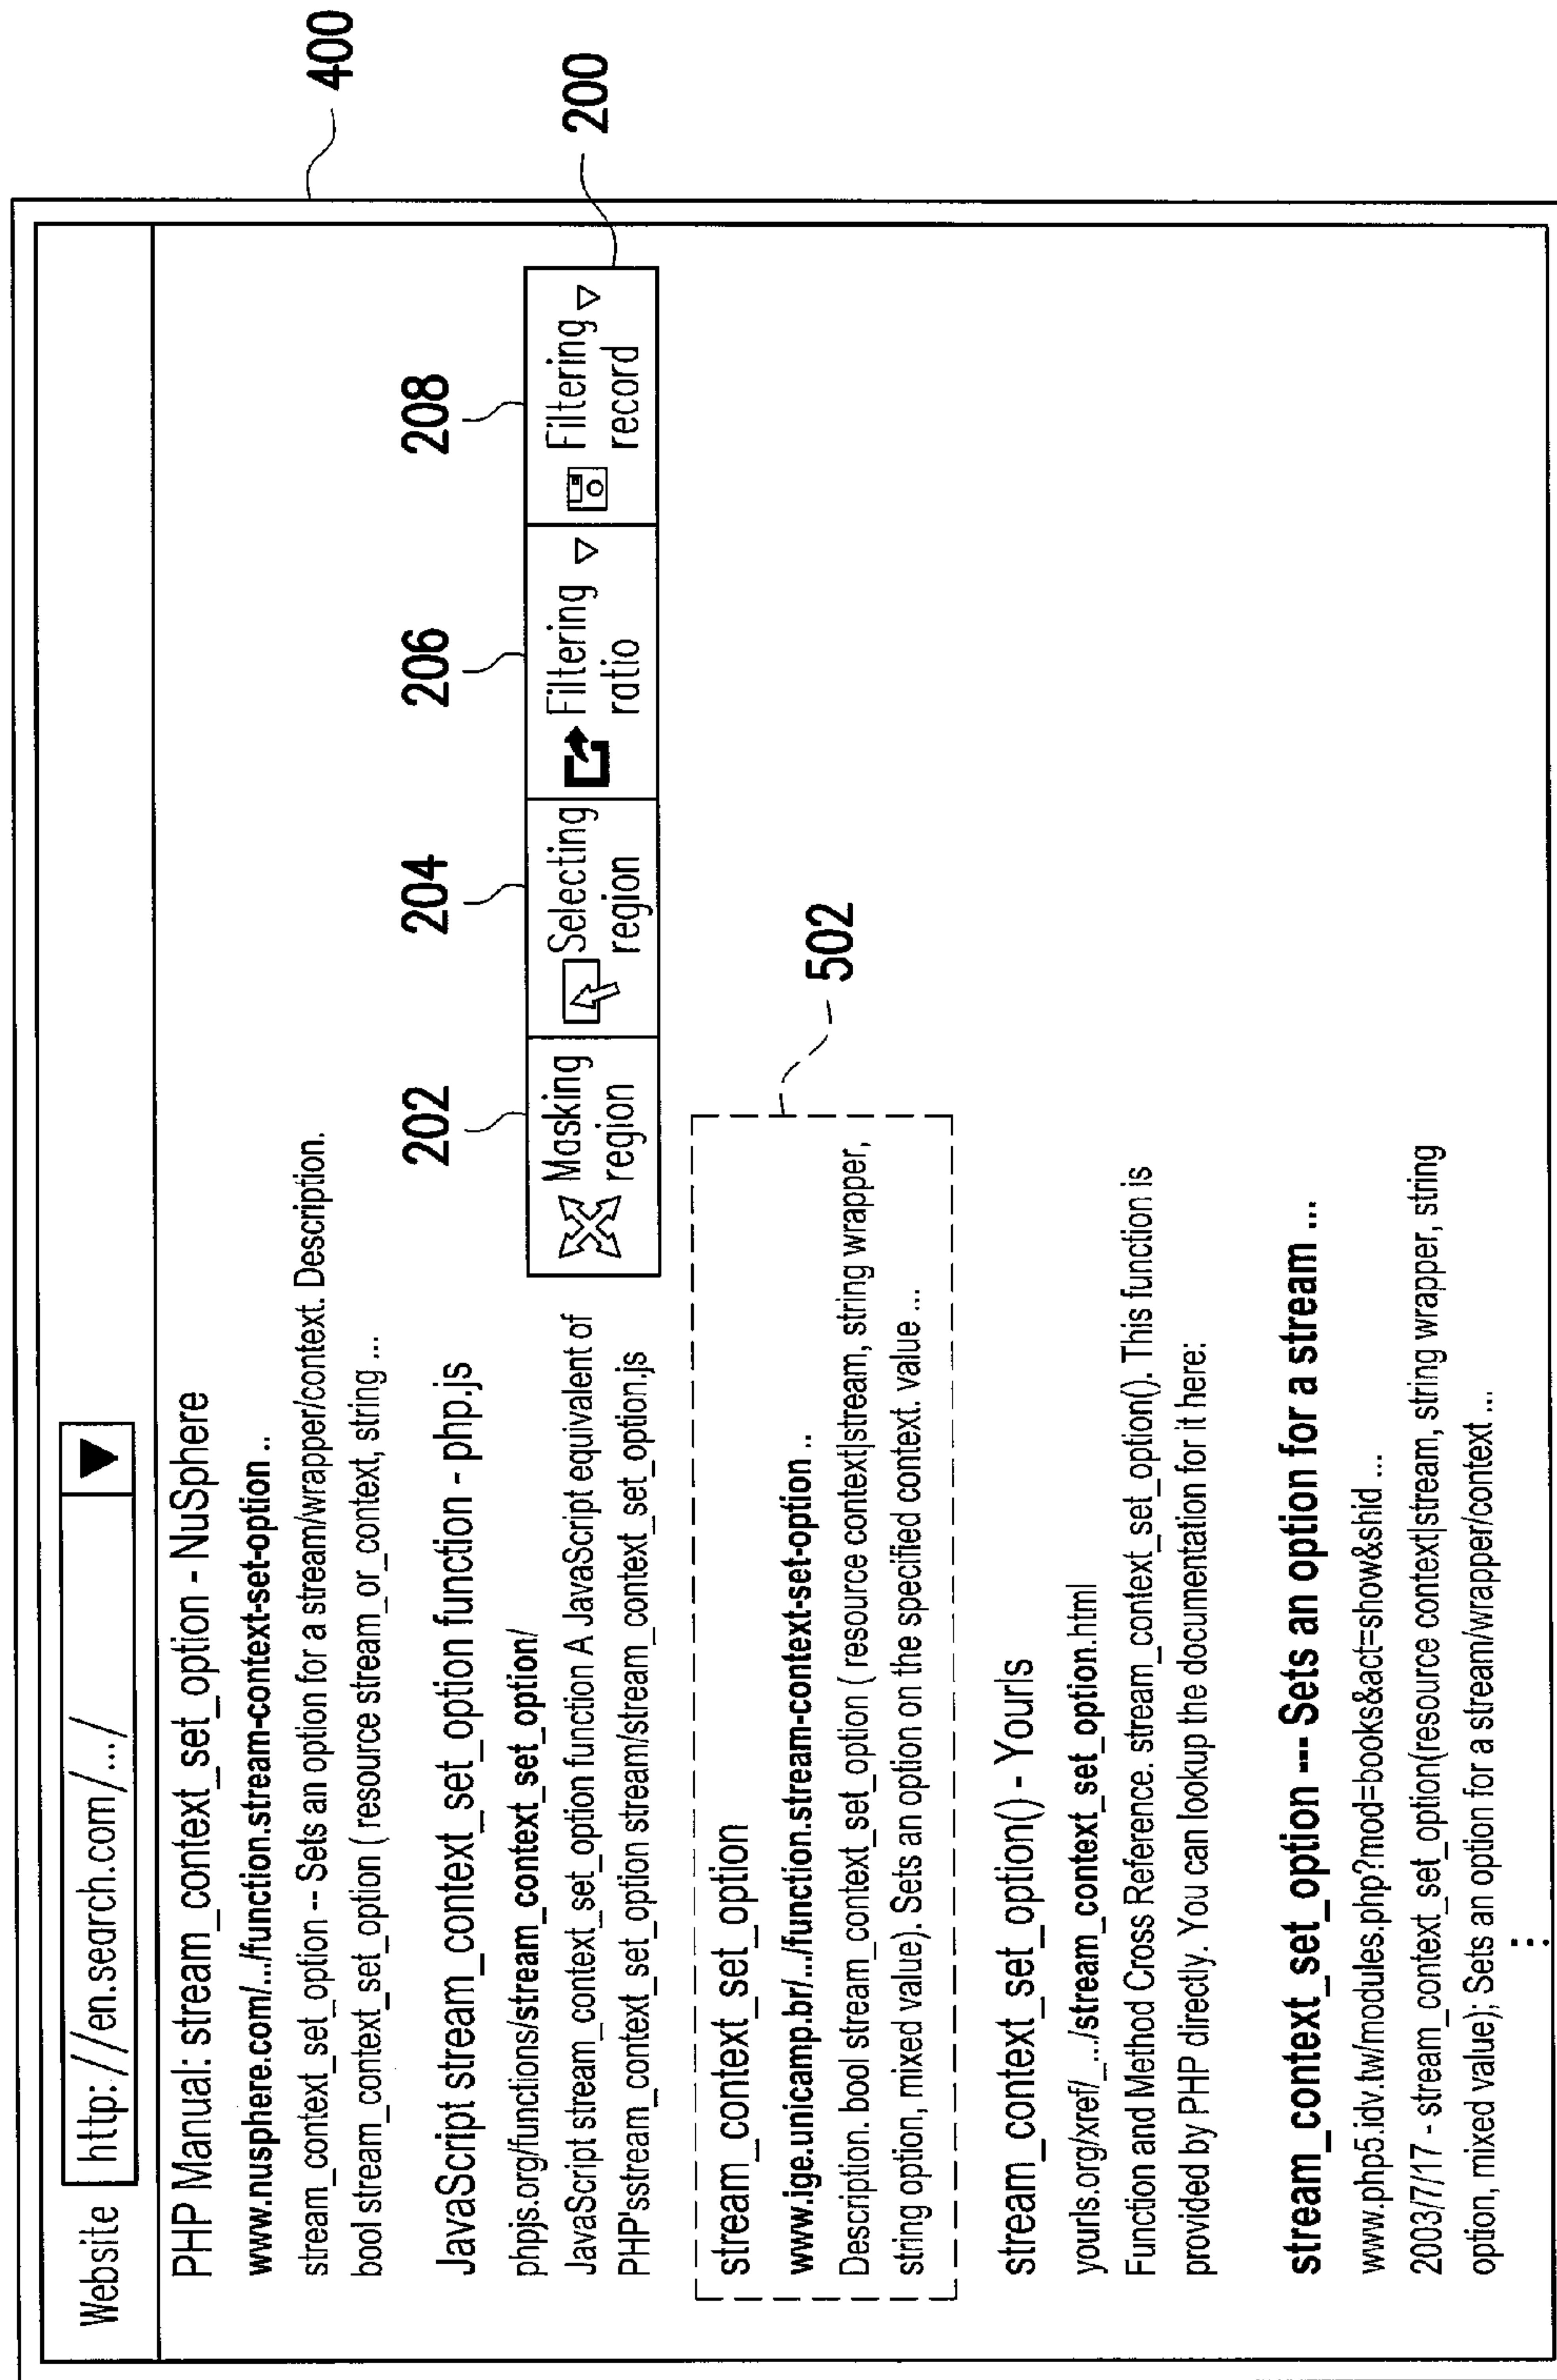 Website http://en.search.com/.../
PHP Manual: stream_context_set_option - NuSphere
www.nusphere.com/.../function.stream-context-set-option ..
stream_context_set_option -- Sets an option for a stream/wrapper/context. Description.
bool stream_context_set_option ( resource stream_or_context, string ...
JavaScript stream_context_set_option function - php.js
phpjs.org/functions/stream_context_set_option/
JavaScript stream_context_set_option function A JavaScript equivalent of
PHP'sstream_context_set_option stream/stream_context_set_option.js
400
200
202
204
206
208
Masking
region
Selecting
region
Filtering
ratio
Filtering
record
502
stream_context_set_option
www.ige.unicamp.br/.../function.stream-context-set-option ..
Description. bool stream_context_set_option ( resource context|stream, string wrapper,
string option, mixed value). Sets an option on the specified context. value ...
stream_context_set_option() - Yourls
yourls.org/xref/_.../stream_context_set_option.html
Function and Method Cross Reference. stream_context_set_option(). This function is
provided by PHP directly. You can lookup the documentation for it here:
stream_context_set_option --- Sets an option for a stream ...
www.php5.idv.tw/modules.php?mod=books&act=show&shid ...
2003/7/17 - stream_context_set_option(resource context|stream, string wrapper, string
option, mixed value); Sets an option for a stream/wrapper/context ...